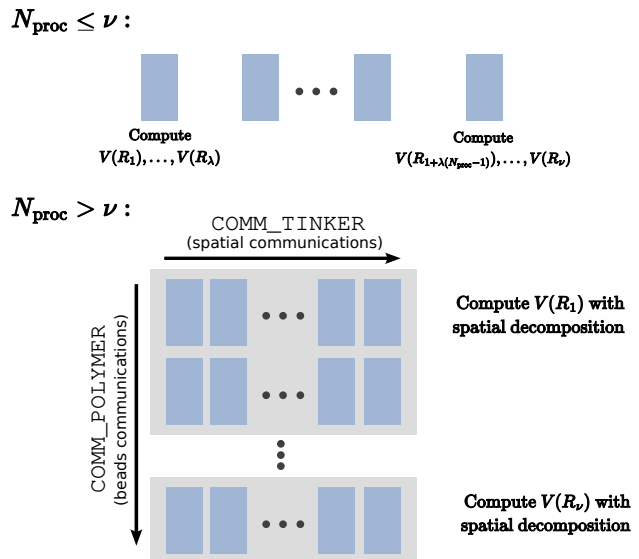 N_proc ≤ ν :
Compute
V(R_1), . . . , V(R_λ)
Compute
V(R_{1+λ(N_proc−1)}), . . . , V(R_ν)
N_proc > ν :
COMM_TINKER
(spatial communications)
COMM_POLYMER
(beads communications)
Compute V(R_1) with
spatial decomposition
Compute V(R_ν) with
spatial decomposition